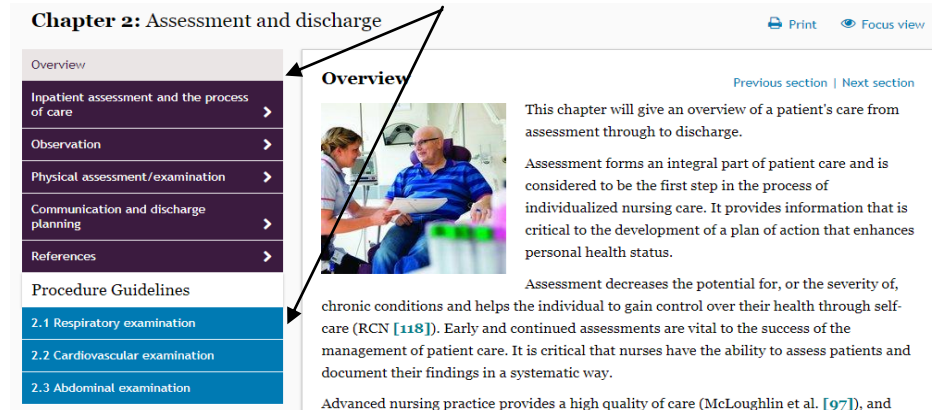 Chapter 2: Assessment and discharge
Print
Focus view
Overview
Inpatient assessment and the process
of care
Observation
Physical assessment/examination
Communication and discharge
planning
References
Procedure Guidelines
2.1 Respiratory examination
2.2 Cardiovascular examination
2.3 Abdominal examination
Overview
Previous section | Next section
This chapter will give an overview of a patient's care from
assessment through to discharge.
Assessment forms an integral part of patient care and is
considered to be the first step in the process of
individualized nursing care. It provides information that is
critical to the development of a plan of action that enhances
personal health status.
Assessment decreases the potential for, or the severity of,
chronic conditions and helps the individual to gain control over their health through self-
care (RCN [118]). Early and continued assessments are vital to the success of the
management of patient care. It is critical that nurses have the ability to assess patients and
document their findings in a systematic way.
Advanced nursing practice provides a high quality of care (McLoughlin et al. [97]), and